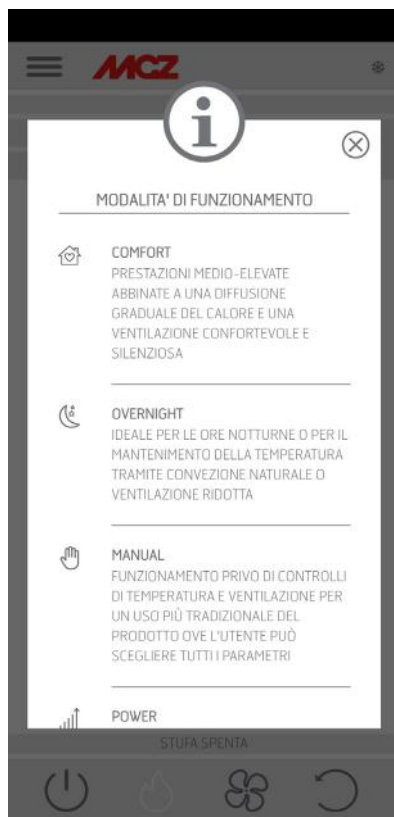 MCZ
i
MODALITA' DI FUNZIONAMENTO
COMFORT
PRESTAZIONI MEDIO-ELEVATE
ABBINATE A UNA DIFFUSIONE
GRADUALE DEL CALORE E UNA
VENTILAZIONE CONFORTEVOLE E
SILENZIOSA
OVERNIGHT
IDEALE PER LE ORE NOTTURNE O PER IL
MANTENIMENTO DELLA TEMPERATURA
TRAMITE CONVEZIONE NATURALE O
VENTILAZIONE RIDOTTA
MANUAL
FUNZIONAMENTO PRIVO DI CONTROLLI
DI TEMPERATURA E VENTILAZIONE PER
UN USO PIÙ TRADIZIONALE DEL
PRODOTTO OVE L'UTENTE PUÒ
SCEGLIERE TUTTI I PARAMETRI
POWER
STUFA SPENTA